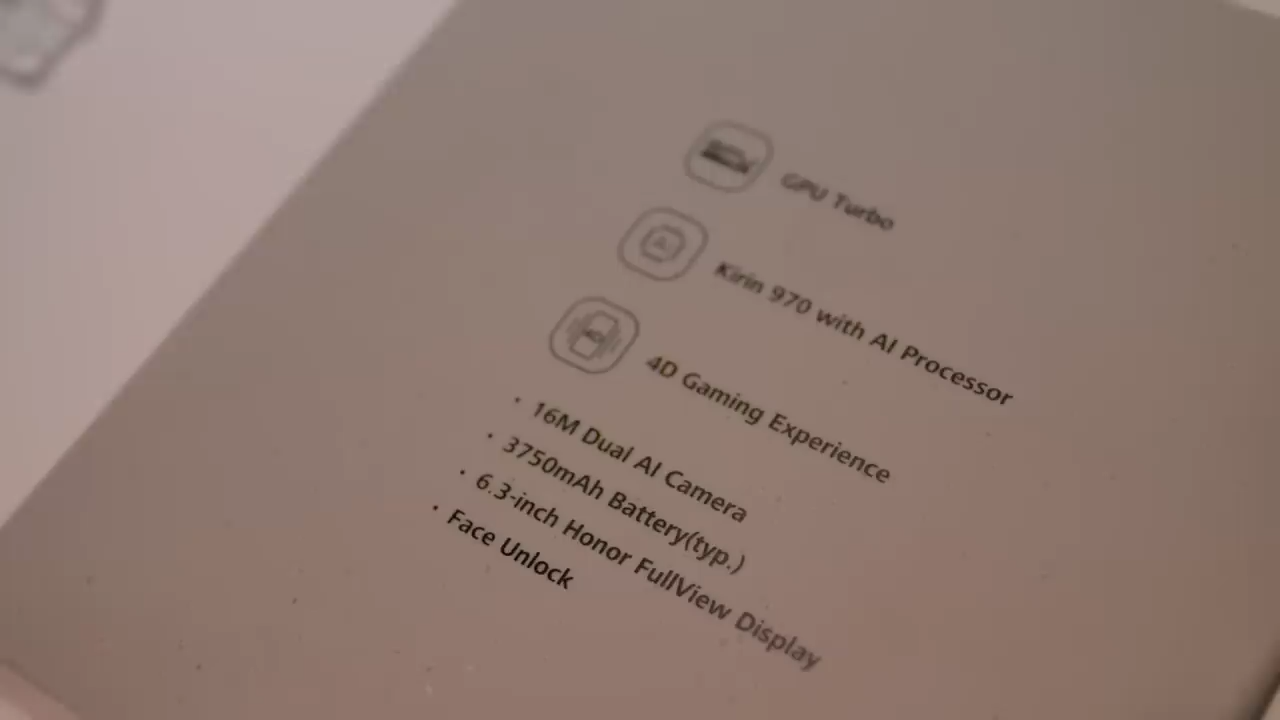 GPU Turbo
Kirin 970 with AI Processor
4D Gaming Experience
• 16M Dual AI Camera
• 3750mAh Battery(typ.)
• 6.3-inch Honor FullView Display
• Face Unlock